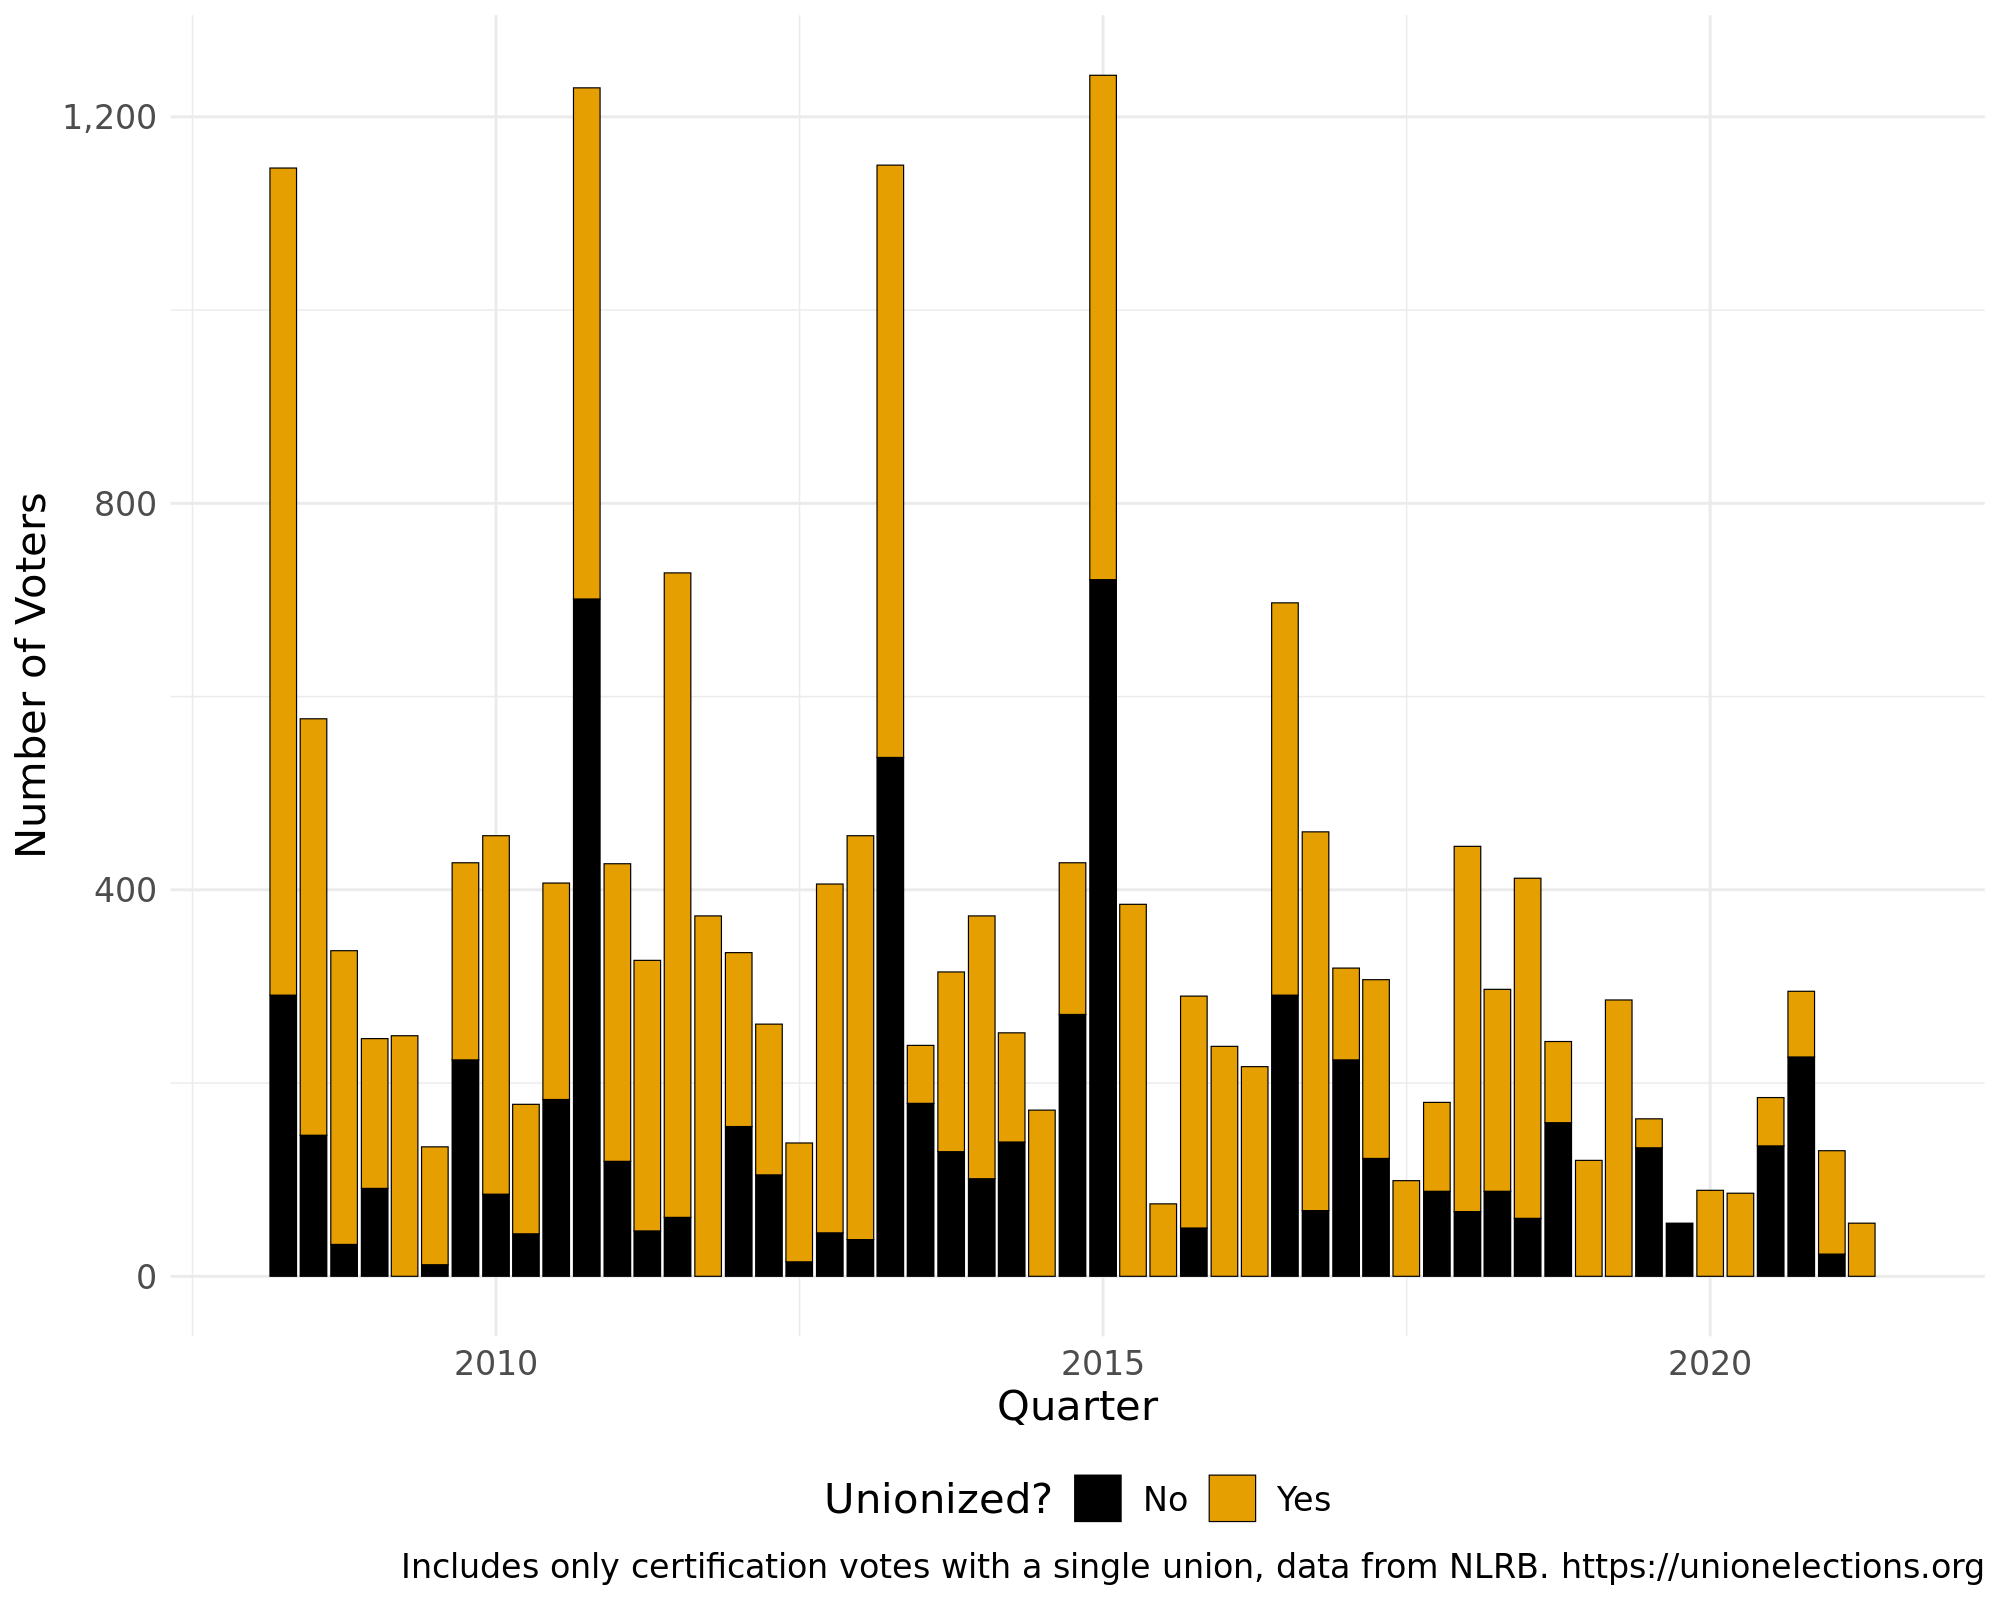 1,200
800
400
0
Number of Voters
2010 2015 2020
Quarter
Unionized? No Yes
Includes only certification votes with a single union, data from NLRB. https://unionelections.org